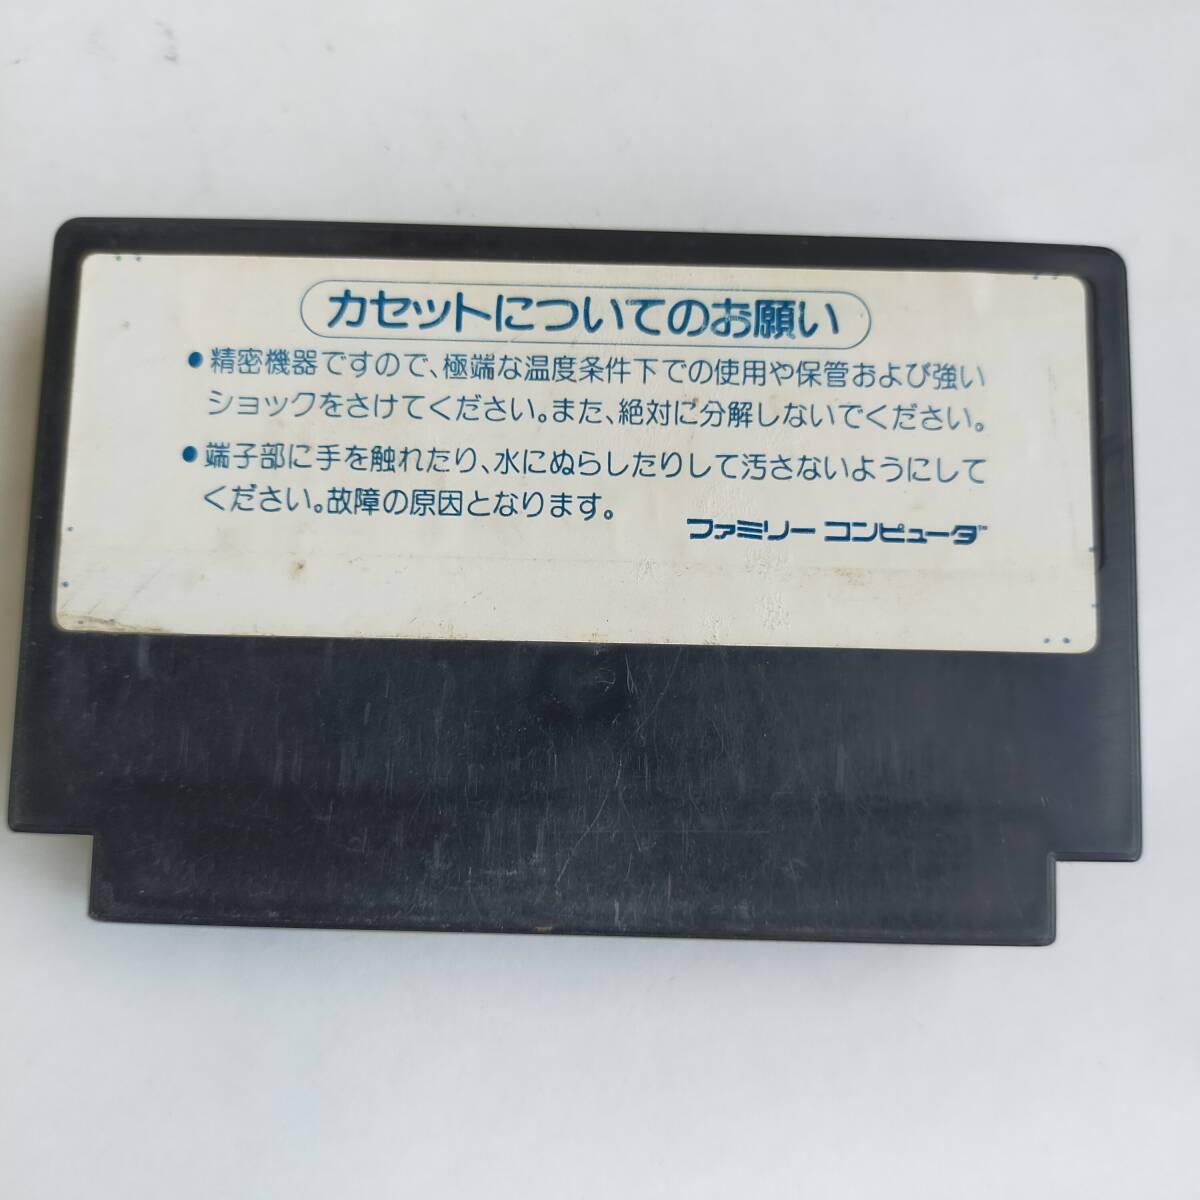 カセットについてのお願い
●精密機器ですので、極端な温度条件下での使用や保管および強い
ショックをさけてください。また、絶対に分解しないでください。
●端子部に手を触れたり、水にぬらしたりして汚さないようにして
ください。故障の原因となります。
ファミリー コンピュータ™